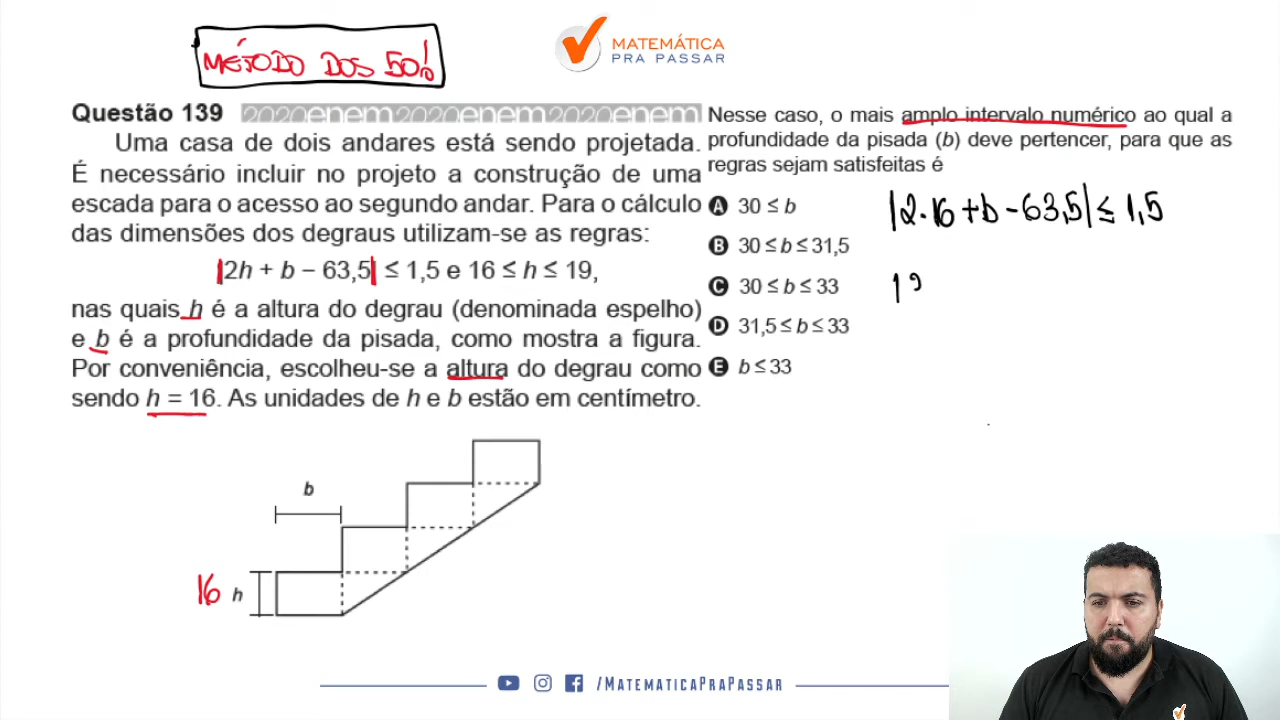 MÉTODO DOS 50%
MATEMÁTICA
PRA PASSAR
Questão 139 2020enem2020enem2020enem
Uma casa de dois andares está sendo projetada.
É necessário incluir no projeto a construção de uma
escada para o acesso ao segundo andar. Para o cálculo
das dimensões dos degraus utilizam-se as regras:
|2h + b − 63,5| ≤ 1,5 e 16 ≤ h ≤ 19,
nas quais h é a altura do degrau (denominada espelho)
e b é a profundidade da pisada, como mostra a figura.
Por conveniência, escolheu-se a altura do degrau como
sendo h = 16. As unidades de h e b estão em centímetro.
b
16 h
Nesse caso, o mais amplo intervalo numérico ao qual a
profundidade da pisada (b) deve pertencer, para que as
regras sejam satisfeitas é
A 30 ≤ b
B 30 ≤ b ≤ 31,5
C 30 ≤ b ≤ 33
D 31,5 ≤ b ≤ 33
E b ≤ 33
|2·16 + b − 63,5| ≤ 1,5
/MATEMATICAPRAPASSAR